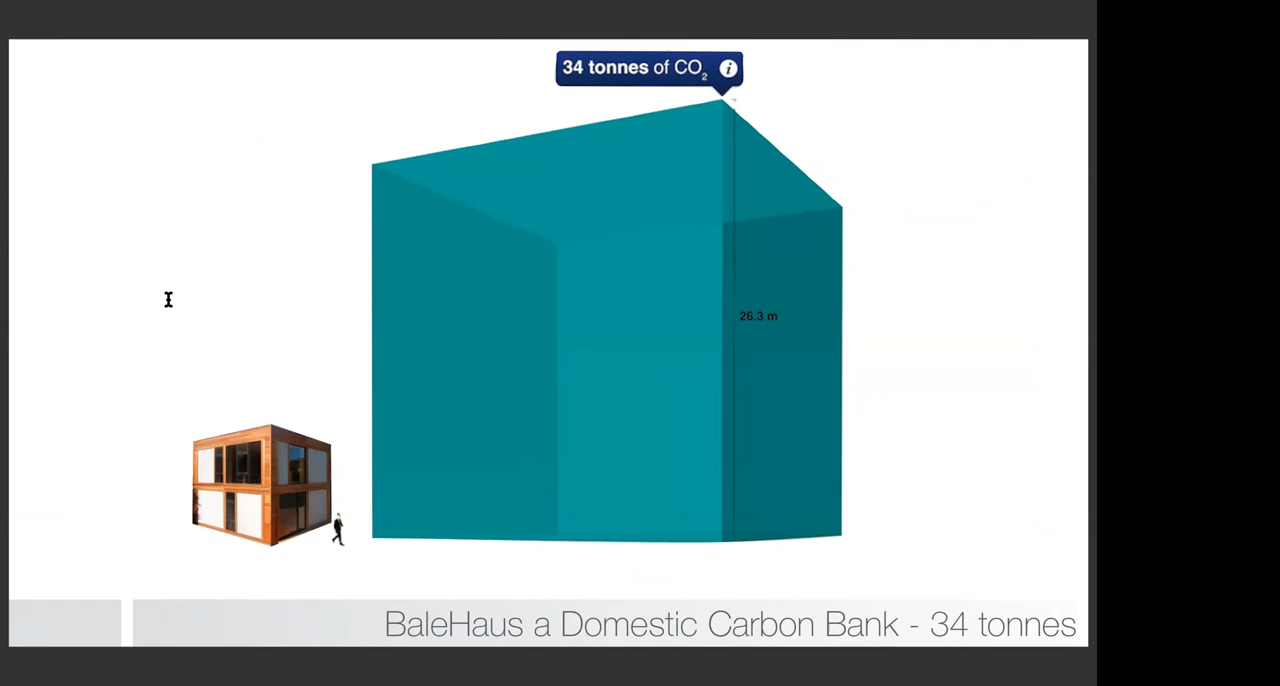 34 tonnes of CO₂ i
26.3 m
BaleHaus a Domestic Carbon Bank - 34 tonnes